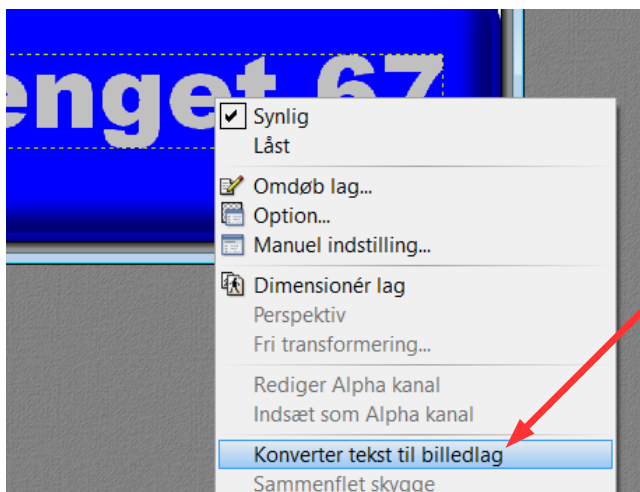 enget 67
Synlig
Låst
Omdøb lag...
Option...
Manuel indstilling...
Dimensionér lag
Perspektiv
Fri transformering...
Rediger Alpha kanal
Indsæt som Alpha kanal
Konverter tekst til billedlag
Sammenflet skygge